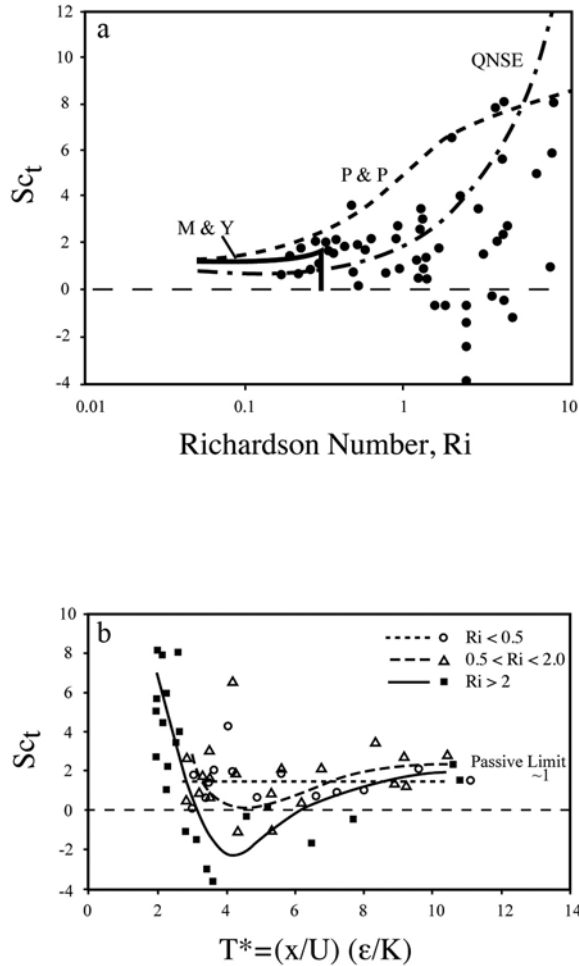 a
12
10
8
6
4
2
0
-2
-4
Sct
QNSE
P & P
M & Y
0.01
0.1
1
10
Richardson Number, Ri
b
10
8
6
4
2
0
-2
-4
Sct
Ri < 0.5
0.5 < Ri < 2.0
Ri > 2
Passive Limit
~1
0
2
4
6
8
10
12
14
T*=(x/U) (ε/K)